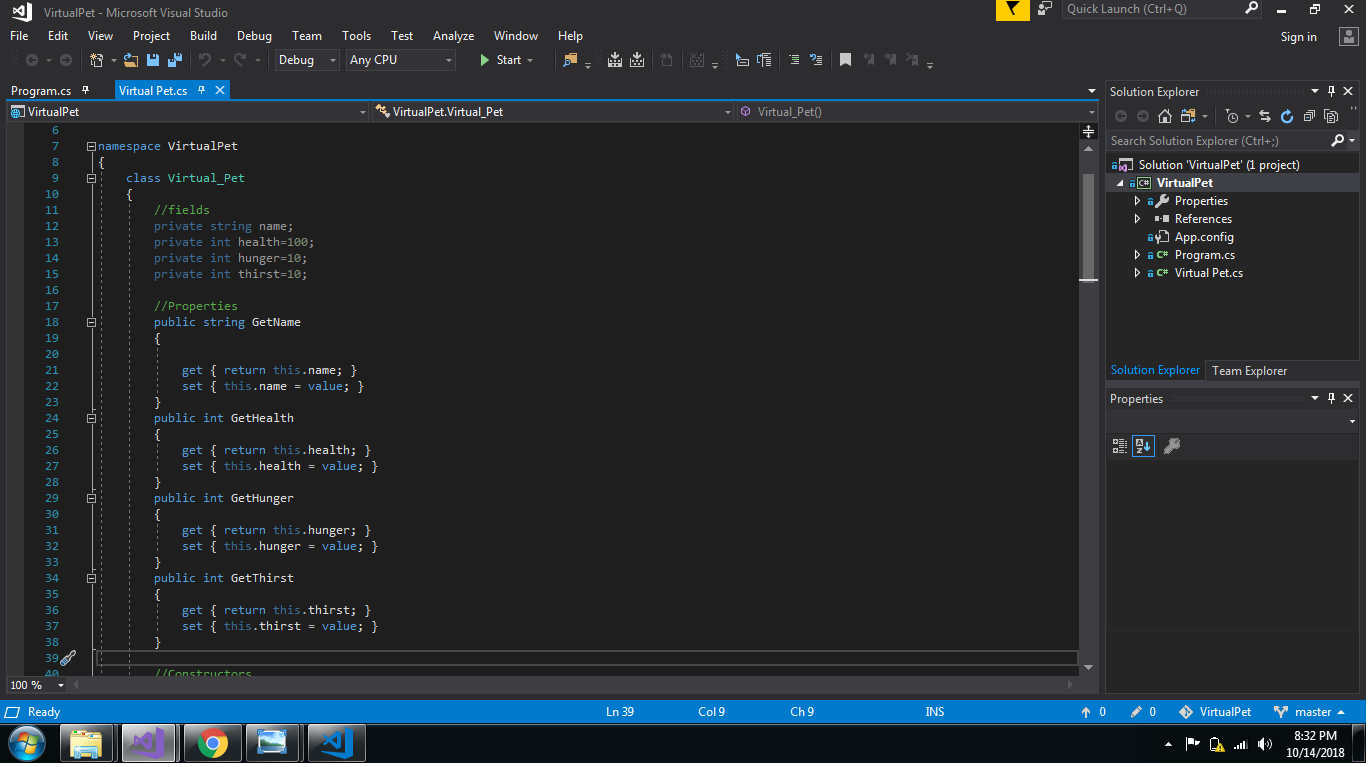 VirtualPet - Microsoft Visual Studio
Quick Launch (Ctrl+Q)
File Edit View Project Build Debug Team Tools Test Analyze Window Help
Sign in
Debug Any CPU Start
Program.cs Virtual Pet.cs
VirtualPet VirtualPet.Virtual_Pet Virtual_Pet()
6
7 namespace VirtualPet
8 {
9 class Virtual_Pet
10 {
11 //fields
12 private string name;
13 private int health=100;
14 private int hunger=10;
15 private int thirst=10;
16
17 //Properties
18 public string GetName
19 {
20
21 get { return this.name; }
22 set { this.name = value; }
23 }
24 public int GetHealth
25 {
26 get { return this.health; }
27 set { this.health = value; }
28 }
29 public int GetHunger
30 {
31 get { return this.hunger; }
32 set { this.hunger = value; }
33 }
34 public int GetThirst
35 {
36 get { return this.thirst; }
37 set { this.thirst = value; }
38 }
39
40 //Constructors
100 %
Solution Explorer
Search Solution Explorer (Ctrl+;)
Solution 'VirtualPet' (1 project)
C# VirtualPet
Properties
References
App.config
C# Program.cs
C# Virtual Pet.cs
Solution Explorer Team Explorer
Properties
Ready Ln 39 Col 9 Ch 9 INS 0 0 VirtualPet master
8:32 PM
10/14/2018